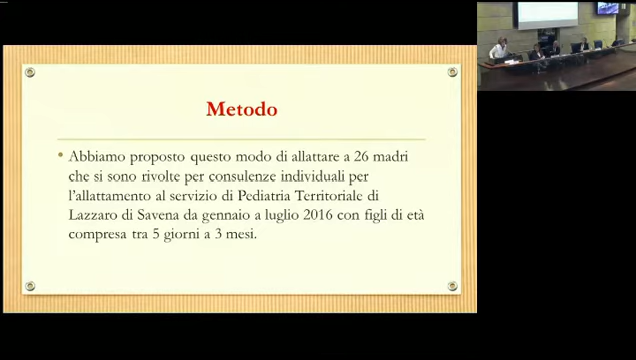 Metodo
• Abbiamo proposto questo modo di allattare a 26 madri
che si sono rivolte per consulenze individuali per
l’allattamento al servizio di Pediatria Territoriale di
Lazzaro di Savena da gennaio a luglio 2016 con figli di età
compresa tra 5 giorni a 3 mesi.